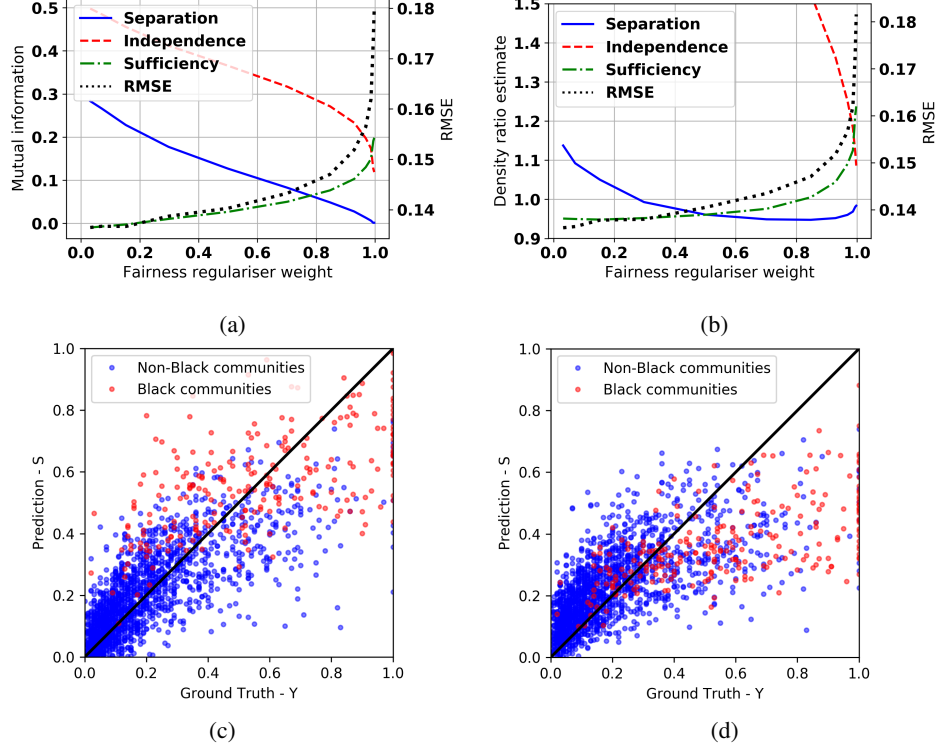 Separation
Independence
Sufficiency
RMSE
0.5
0.4
0.3
0.2
0.1
0.0
Mutual information
0.18
0.17
0.16
0.15
0.14
RMSE
0.0 0.2 0.4 0.6 0.8 1.0
Fairness regulariser weight
(a)
Separation
Independence
Sufficiency
RMSE
1.5
1.4
1.3
1.2
1.1
1.0
0.9
Density ratio estimate
0.18
0.17
0.16
0.15
0.14
RMSE
0.0 0.2 0.4 0.6 0.8 1.0
Fairness regulariser weight
(b)
Non-Black communities
Black communities
1.0
0.8
0.6
0.4
0.2
0.0
Prediction - S
0.0 0.2 0.4 0.6 0.8 1.0
Ground Truth - Y
(c)
Non-Black communities
Black communities
1.0
0.8
0.6
0.4
0.2
0.0
Prediction - S
0.0 0.2 0.4 0.6 0.8 1.0
Ground Truth - Y
(d)